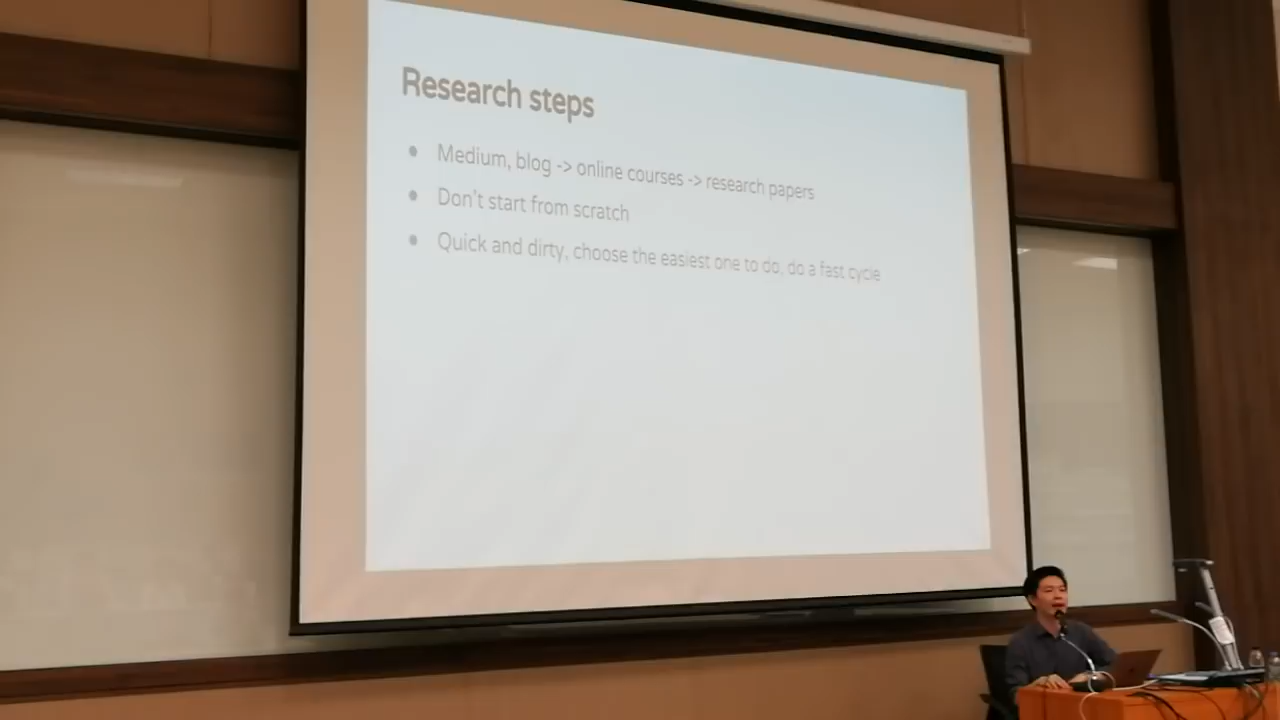 Research steps
• Medium, blog -> online courses -> research papers
• Don't start from scratch
• Quick and dirty, choose the easiest one to do, do a fast cycle